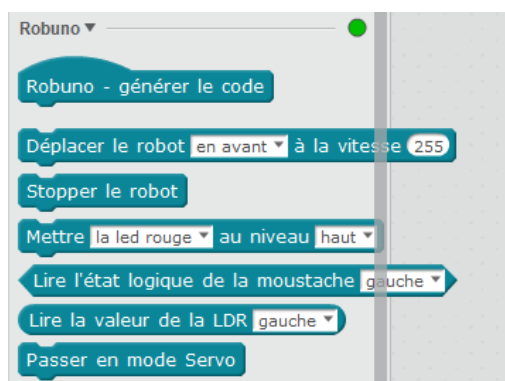 Robuno
Robuno - générer le code
Déplacer le robot en avant à la vitesse 255
Stopper le robot
Mettre la led rouge au niveau haut
Lire l'état logique de la moustache gauche
Lire la valeur de la LDR gauche
Passer en mode Servo